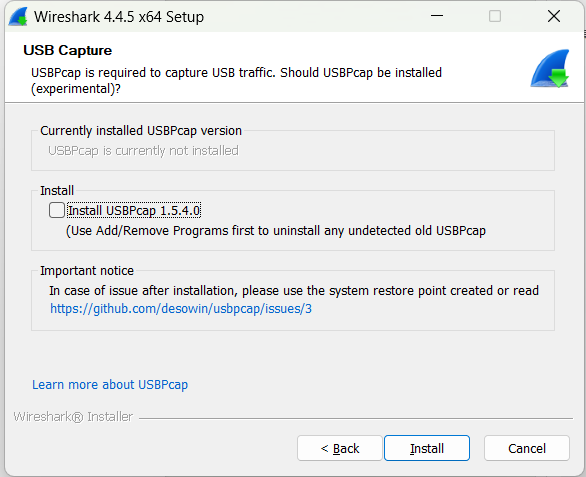 Wireshark 4.4.5 x64 Setup
USB Capture
USBPcap is required to capture USB traffic. Should USBPcap be installed
(experimental)?
Currently installed USBPcap version
USBPcap is currently not installed
Install
Install USBPcap 1.5.4.0
(Use Add/Remove Programs first to uninstall any undetected old USBPcap
Important notice
In case of issue after installation, please use the system restore point created or read
https://github.com/desowin/usbpcap/issues/3
Learn more about USBPcap
Wireshark® Installer
< Back Install Cancel